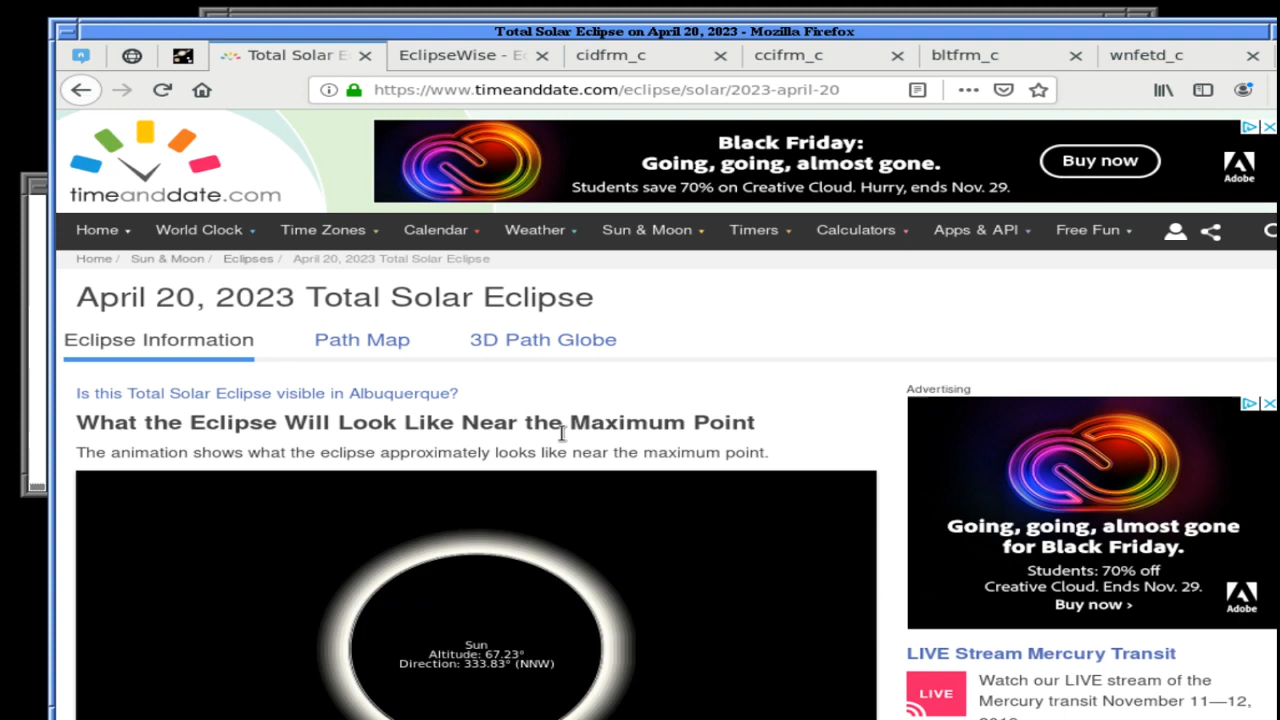 Total Solar Eclipse on April 20, 2023 - Mozilla Firefox
Total Solar E
EclipseWise - Ec
cidfrm_c
ccifrm_c
bltfrm_c
wnfetd_c
https://www.timeanddate.com/eclipse/solar/2023-april-20
timeanddate.com
Black Friday:
Going, going, almost gone.
Students save 70% on Creative Cloud. Hurry, ends Nov. 29.
Buy now
Adobe
Home
World Clock
Time Zones
Calendar
Weather
Sun & Moon
Timers
Calculators
Apps & API
Free Fun
Home / Sun & Moon / Eclipses / April 20, 2023 Total Solar Eclipse
April 20, 2023 Total Solar Eclipse
Eclipse Information
Path Map
3D Path Globe
Is this Total Solar Eclipse visible in Albuquerque?
What the Eclipse Will Look Like Near the Maximum Point
The animation shows what the eclipse approximately looks like near the maximum point.
Sun
Altitude: 67.23°
Direction: 333.83° (NNW)
Advertising
Going, going, almost gone
for Black Friday.
Students: 70% off
Creative Cloud. Ends Nov. 29.
Buy now ›
Adobe
LIVE Stream Mercury Transit
LIVE
Watch our LIVE stream of the
Mercury transit November 11—12,